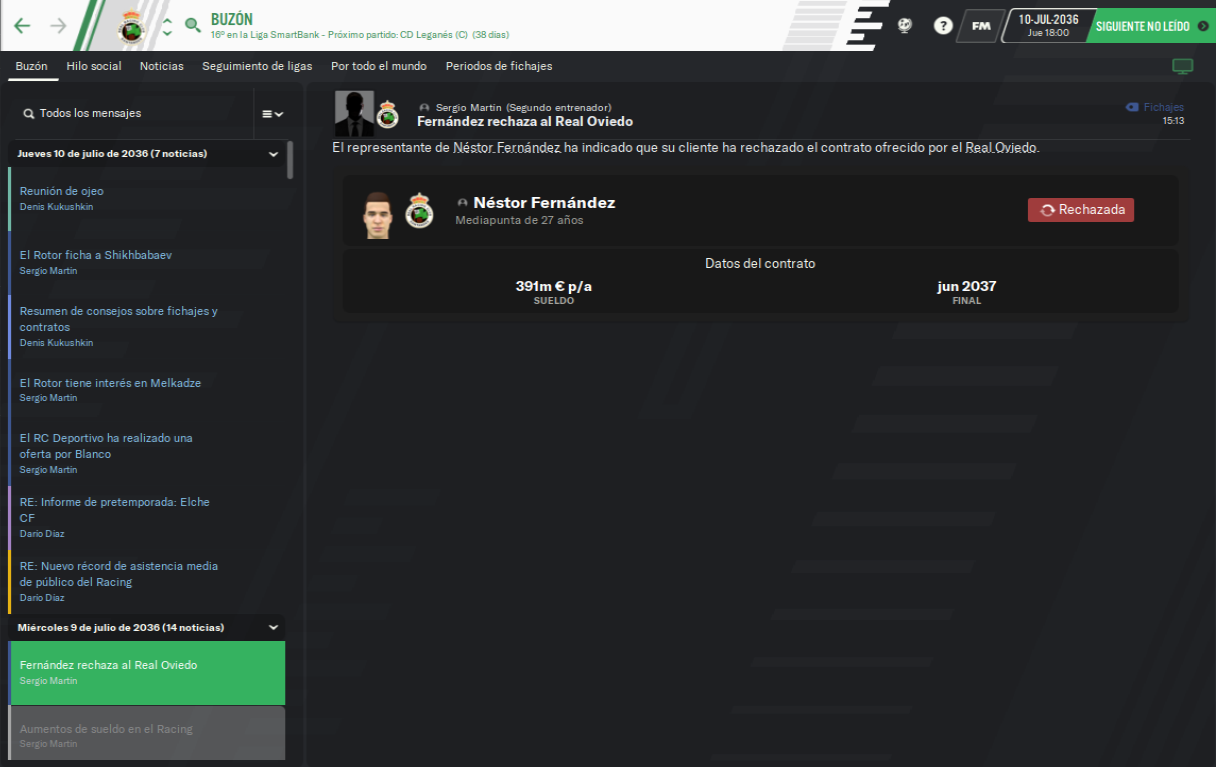 BUZÓN
16º en la Liga SmartBank - Próximo partido: CD Leganés (C) (38 días)
FM
10-JUL-2036
Jue 18:00
SIGUIENTE NO LEÍDO
Buzón
Hilo social
Noticias
Seguimiento de ligas
Por todo el mundo
Periodos de fichajes
Todos los mensajes
Jueves 10 de julio de 2036 (7 noticias)
Reunión de ojeo
Denis Kukushkin
El Rotor ficha a Shikhbabaev
Sergio Martín
Resumen de consejos sobre fichajes y
contratos
Denis Kukushkin
El Rotor tiene interés en Melkadze
Sergio Martín
El RC Deportivo ha realizado una
oferta por Blanco
Sergio Martín
RE: Informe de pretemporada: Elche
CF
Darío Díaz
RE: Nuevo récord de asistencia media
de público del Racing
Darío Díaz
Miércoles 9 de julio de 2036 (14 noticias)
Fernández rechaza al Real Oviedo
Sergio Martín
Aumentos de sueldo en el Racing
Sergio Martín
Sergio Martín (Segundo entrenador)
Fernández rechaza al Real Oviedo
Fichajes
15:13
El representante de Néstor Fernández ha indicado que su cliente ha rechazado el contrato ofrecido por el Real Oviedo.
Néstor Fernández
Mediapunta de 27 años
Rechazada
Datos del contrato
391m € p/a
SUELDO
jun 2037
FINAL